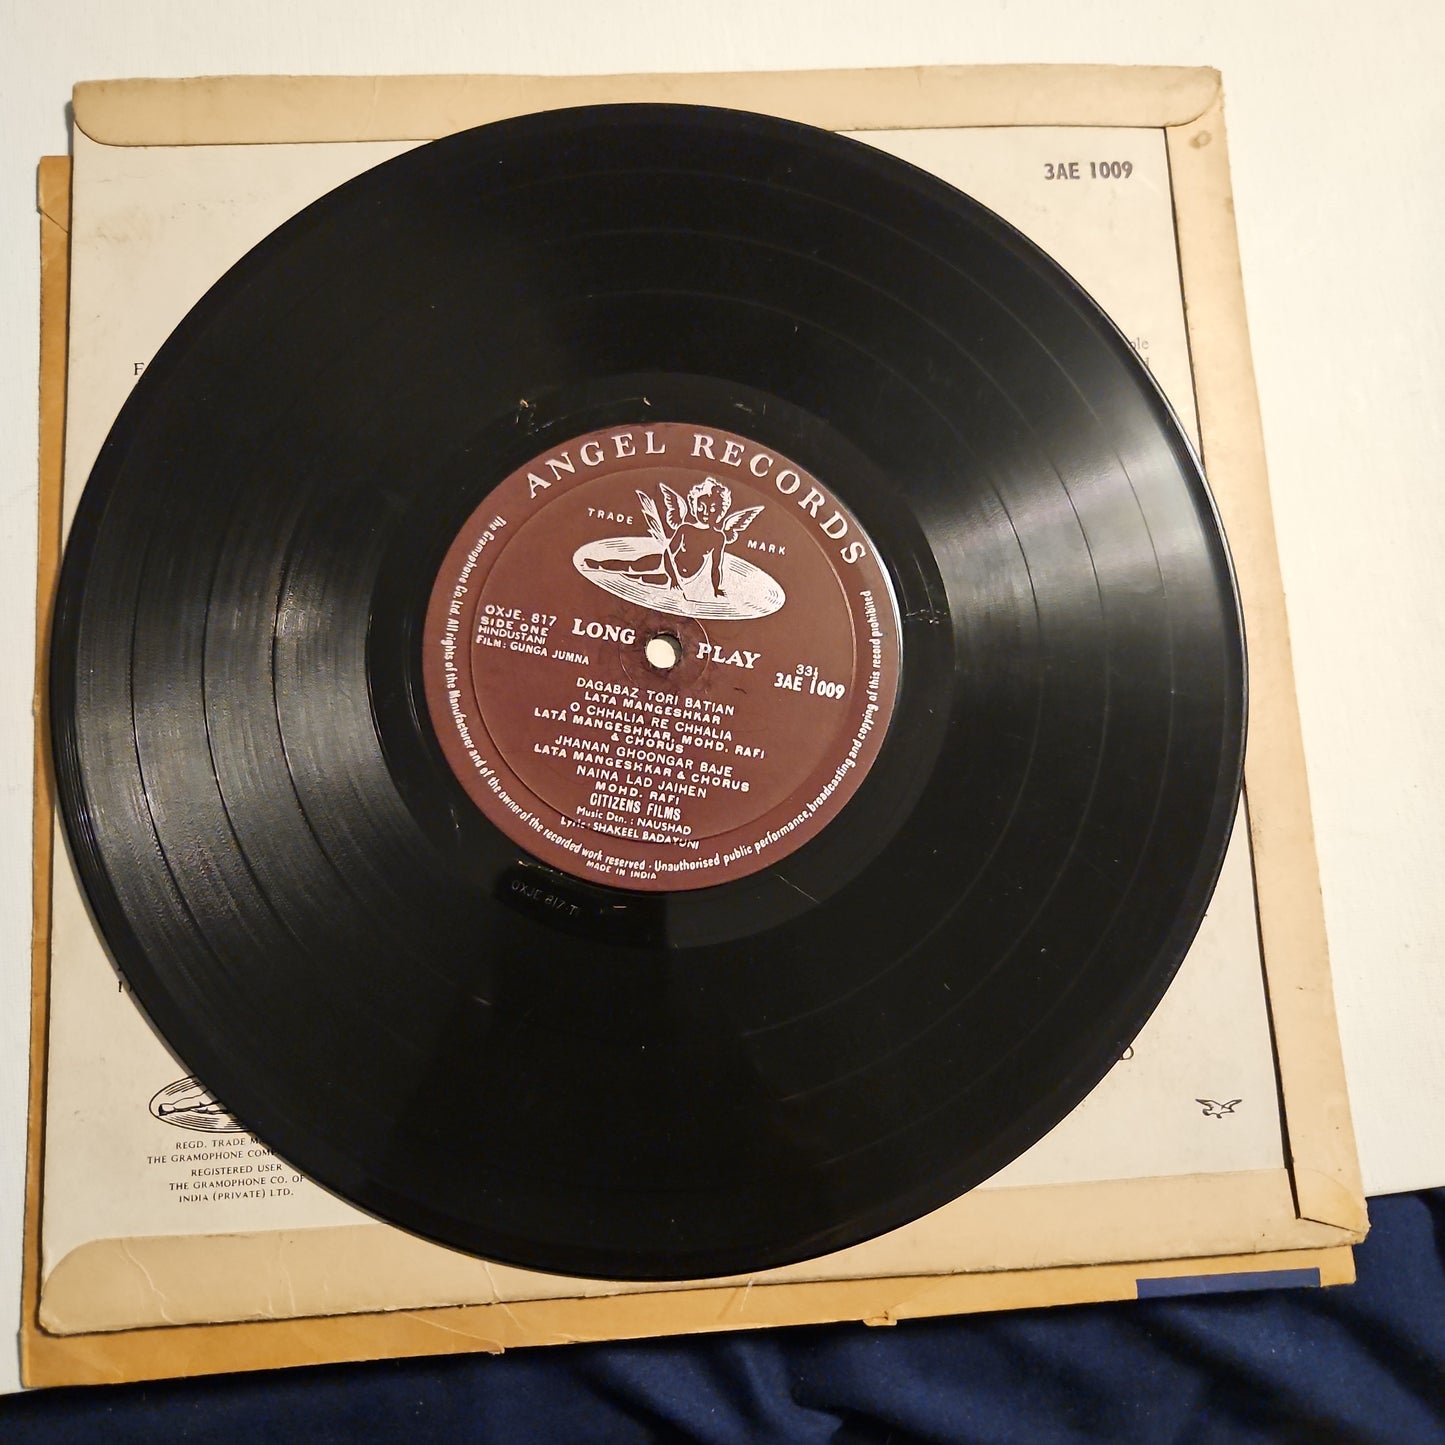 3AE 1009
ANGEL RECORDS
TRADE MARK
OXJE. 817
SIDE ONE
HINDUSTANI
FILM: GUNGA JUMNA
LONG PLAY
33⅓
3AE 1009
DAGABAZ TORI BATIAN
LATA MANGESHKAR
O CHHALIA RE CHHALIA
LATA MANGESHKAR, MOHD. RAFI
& CHORUS
JHANAN GHOONGAR BAJE
LATA MANGESHKAR & CHORUS
NAINA LAD JAIHEN
MOHD. RAFI
CITIZENS FILMS
Music Dtn.: NAUSHAD
Lyric: SHAKEEL BADAYUNI
The Gramophone Co. Ltd. All rights of the Manufacturer and of the owner of the recorded work reserved · Unauthorised public performance, broadcasting and copying of this record prohibited
MADE IN INDIA
OXJE 817-T1
REGD. TRADE M
THE GRAMOPHONE COM
REGISTERED USER
THE GRAMOPHONE CO. OF
INDIA (PRIVATE) LTD.